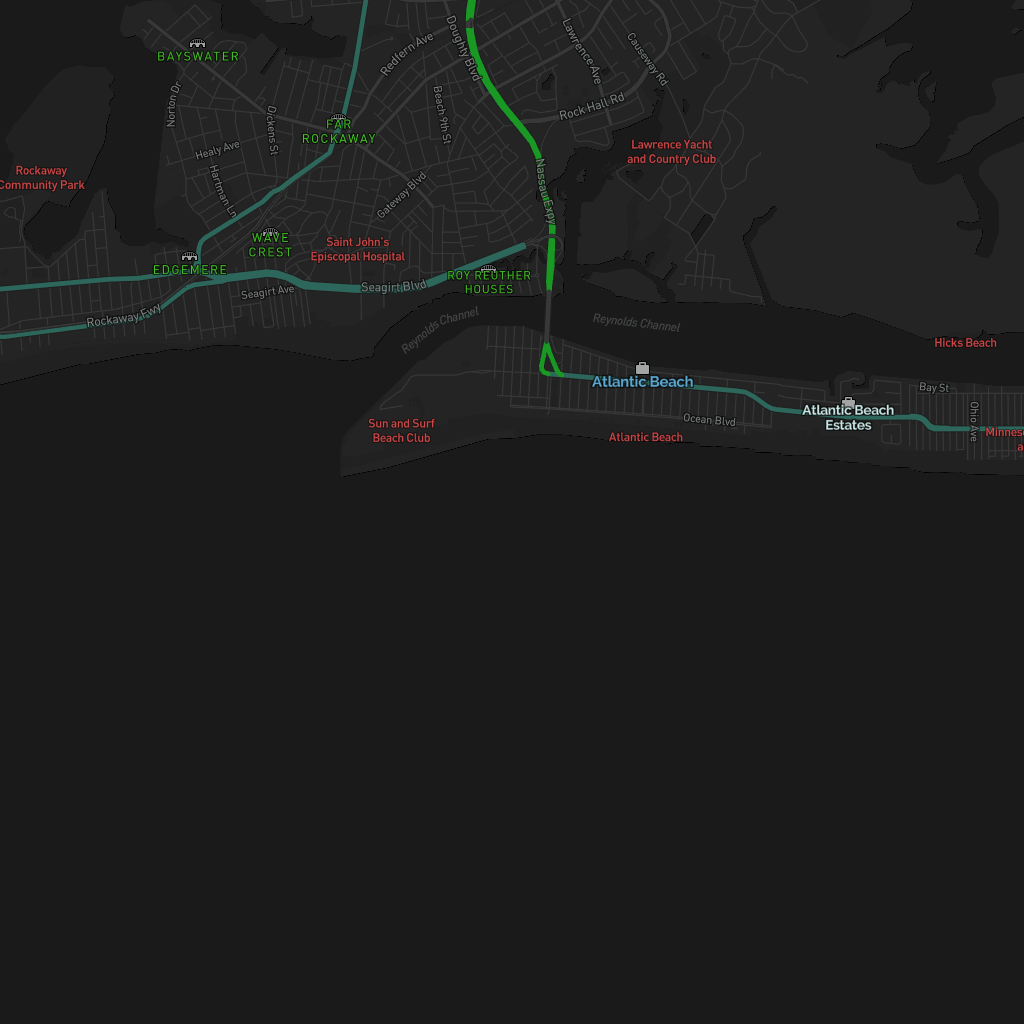 Doughty Blvd
Redfern Ave
Lawrence Ave
Causeway Rd
BAYSWATER
Norton Dr
Dickens St
Beach 9th St
Rock Hall Rd
FAR
ROCKAWAY
Healy Ave
Lawrence Yacht
and Country Club
Rockaway
Community Park
Hartman Ln
Gateway Blvd
Nassau Expy
WAVE
CREST
Saint John's
Episcopal Hospital
EDGEMERE
ROY REUTHER
HOUSES
Seagirt Ave
Seagirt Blvd
Rockaway Fwy
Reynolds Channel
Reynolds Channel
Hicks Beach
Atlantic Beach
Bay St
Atlantic Beach
Estates
Ohio Ave
Ocean Blvd
Sun and Surf
Beach Club
Atlantic Beach
Minnes
a